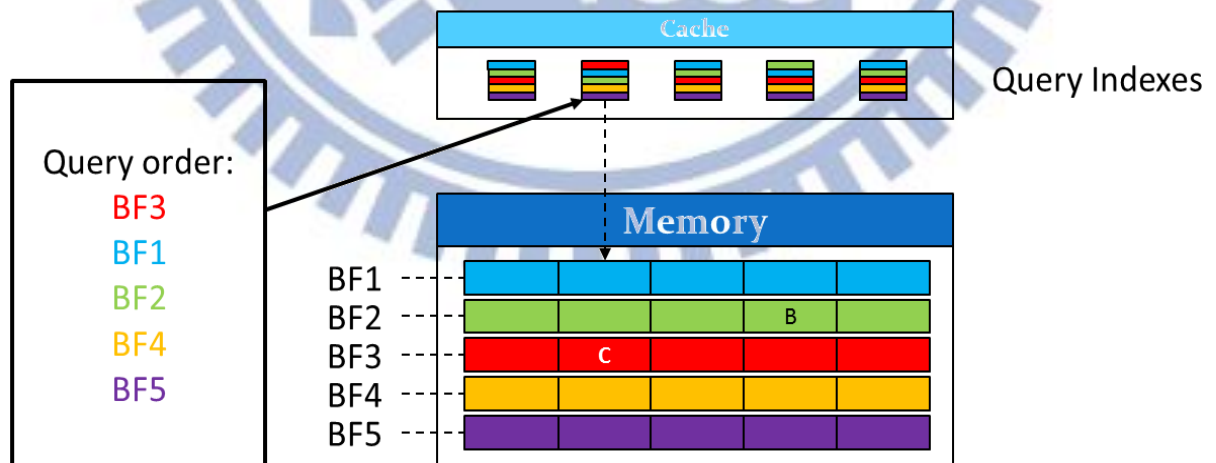 Cache
Query Indexes
Query order:
BF3
BF1
BF2
BF4
BF5
Memory
BF1
BF2
B
BF3
C
BF4
BF5